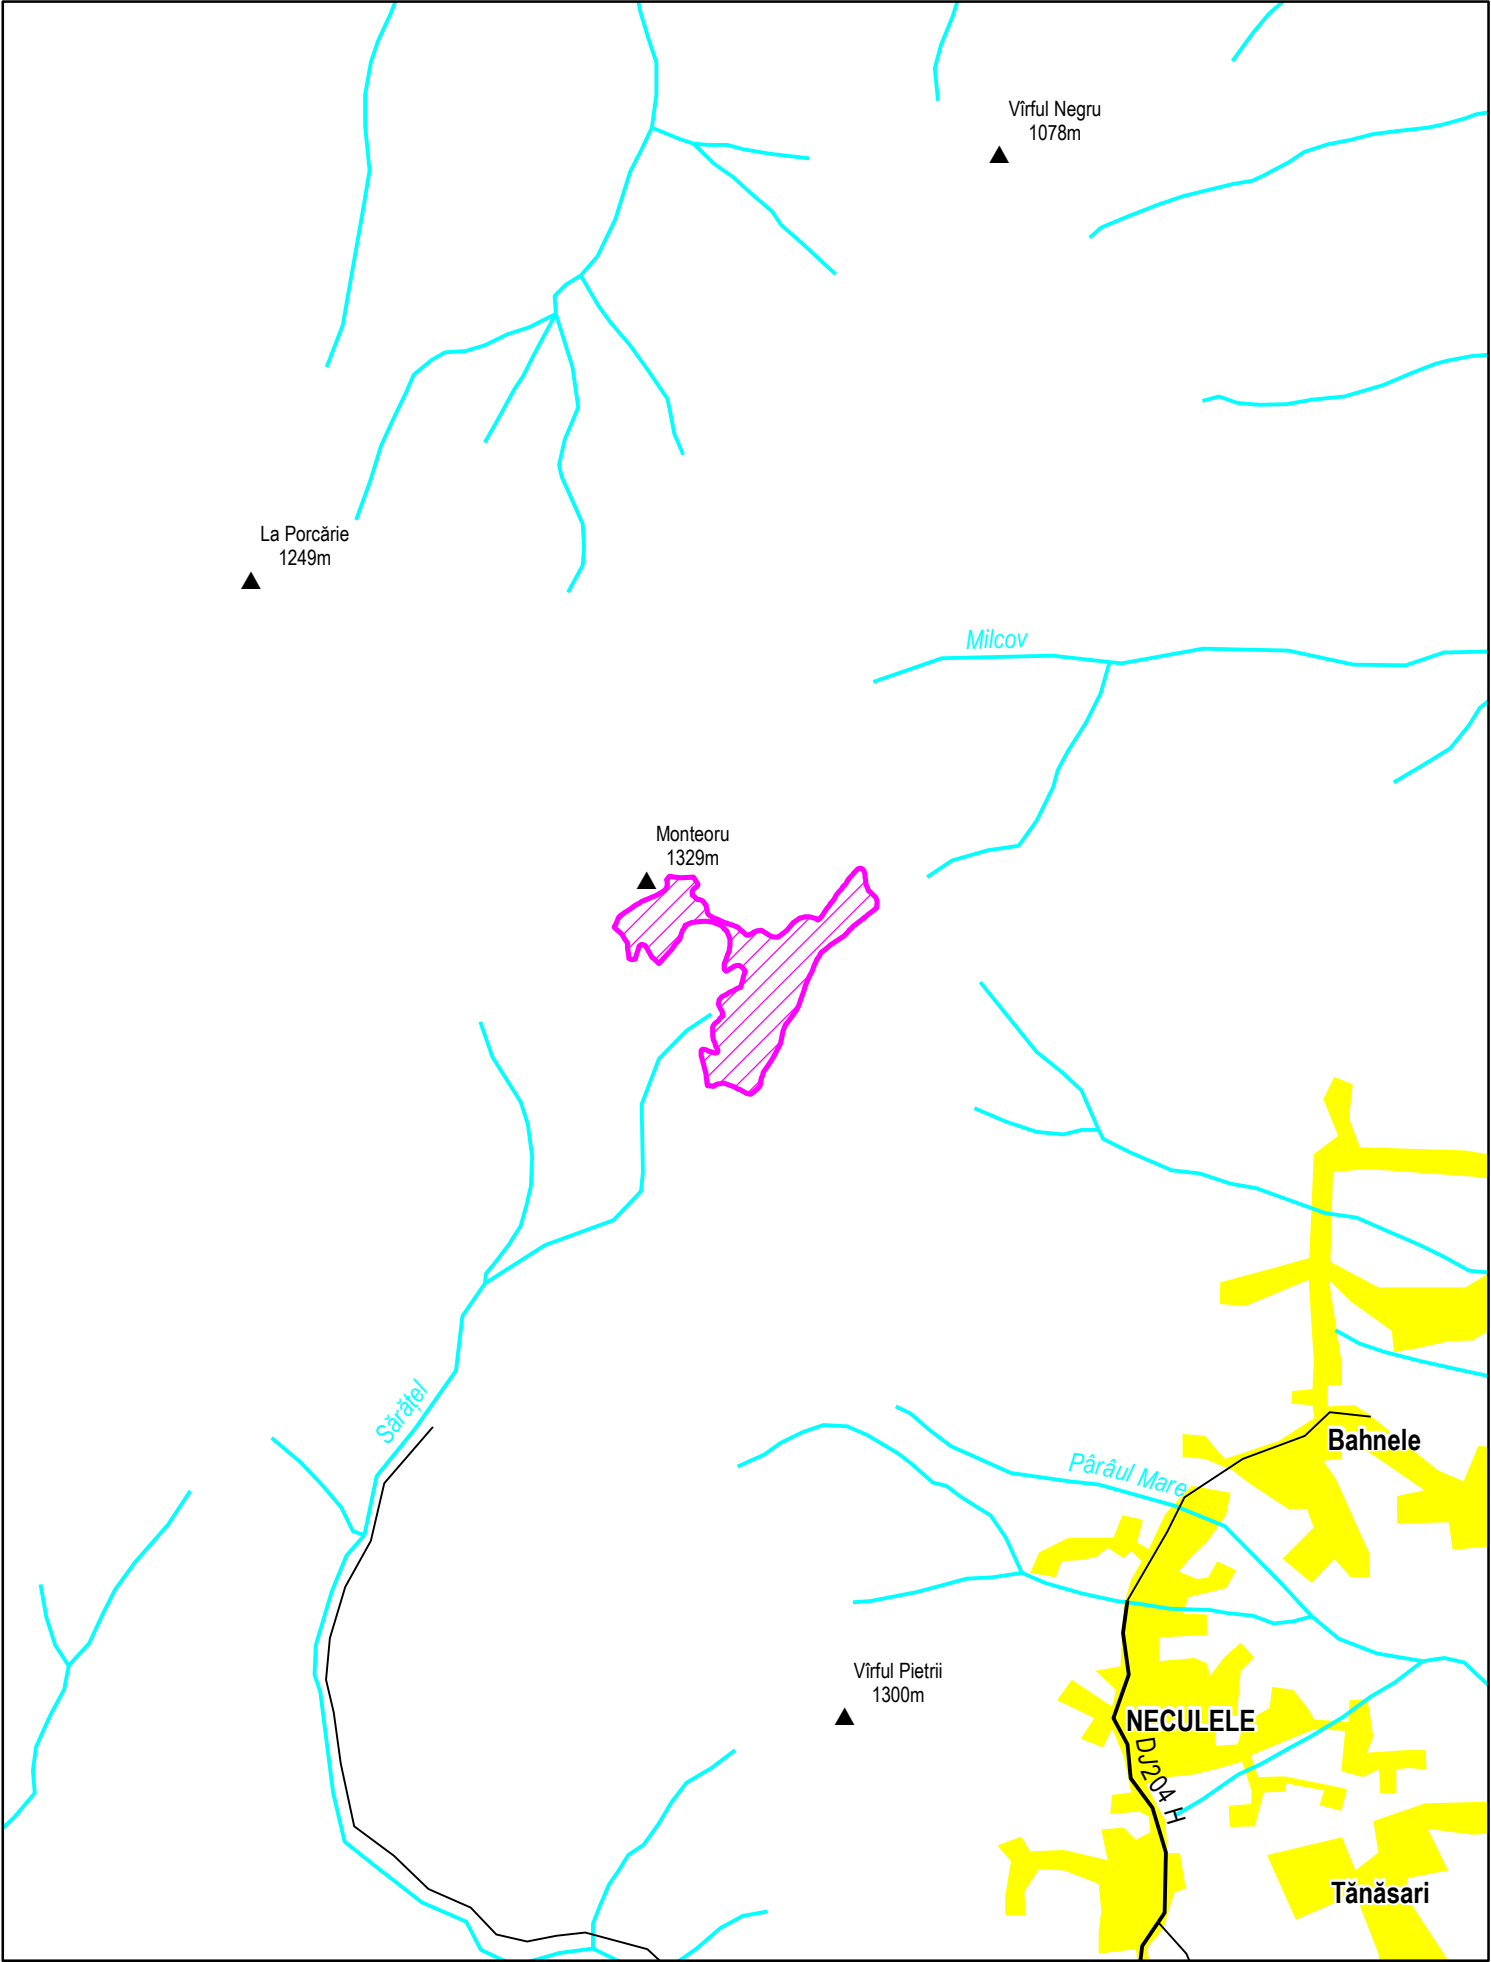 Vîrful Negru
1078m
La Porcărie
1249m
Milcov
Monteoru
1329m
Sărățel
Bahnele
Pârâul Mare
Vîrful Pietrii
1300m
NECULELE
DJ204 H
Tănăsari